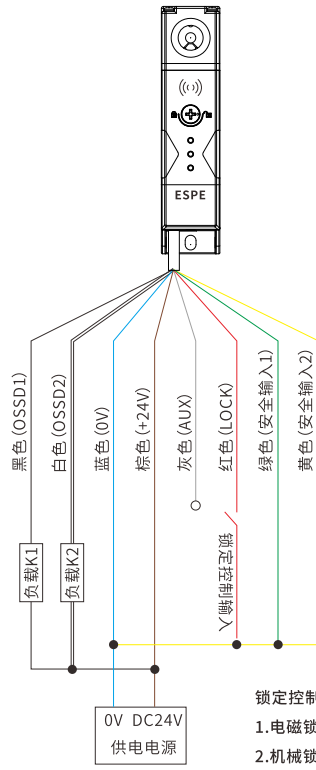 ESPE
黑色(OSSD1)
白色(OSSD2)
蓝色(0V)
棕色(+24V)
灰色(AUX)
红色(LOCK)
绿色(安全输入1)
黄色(安全输入2)
负载K1
负载K2
锁定控制输入
0V DC24V
供电电源
锁定控制
1.电磁锁
2.机械锁